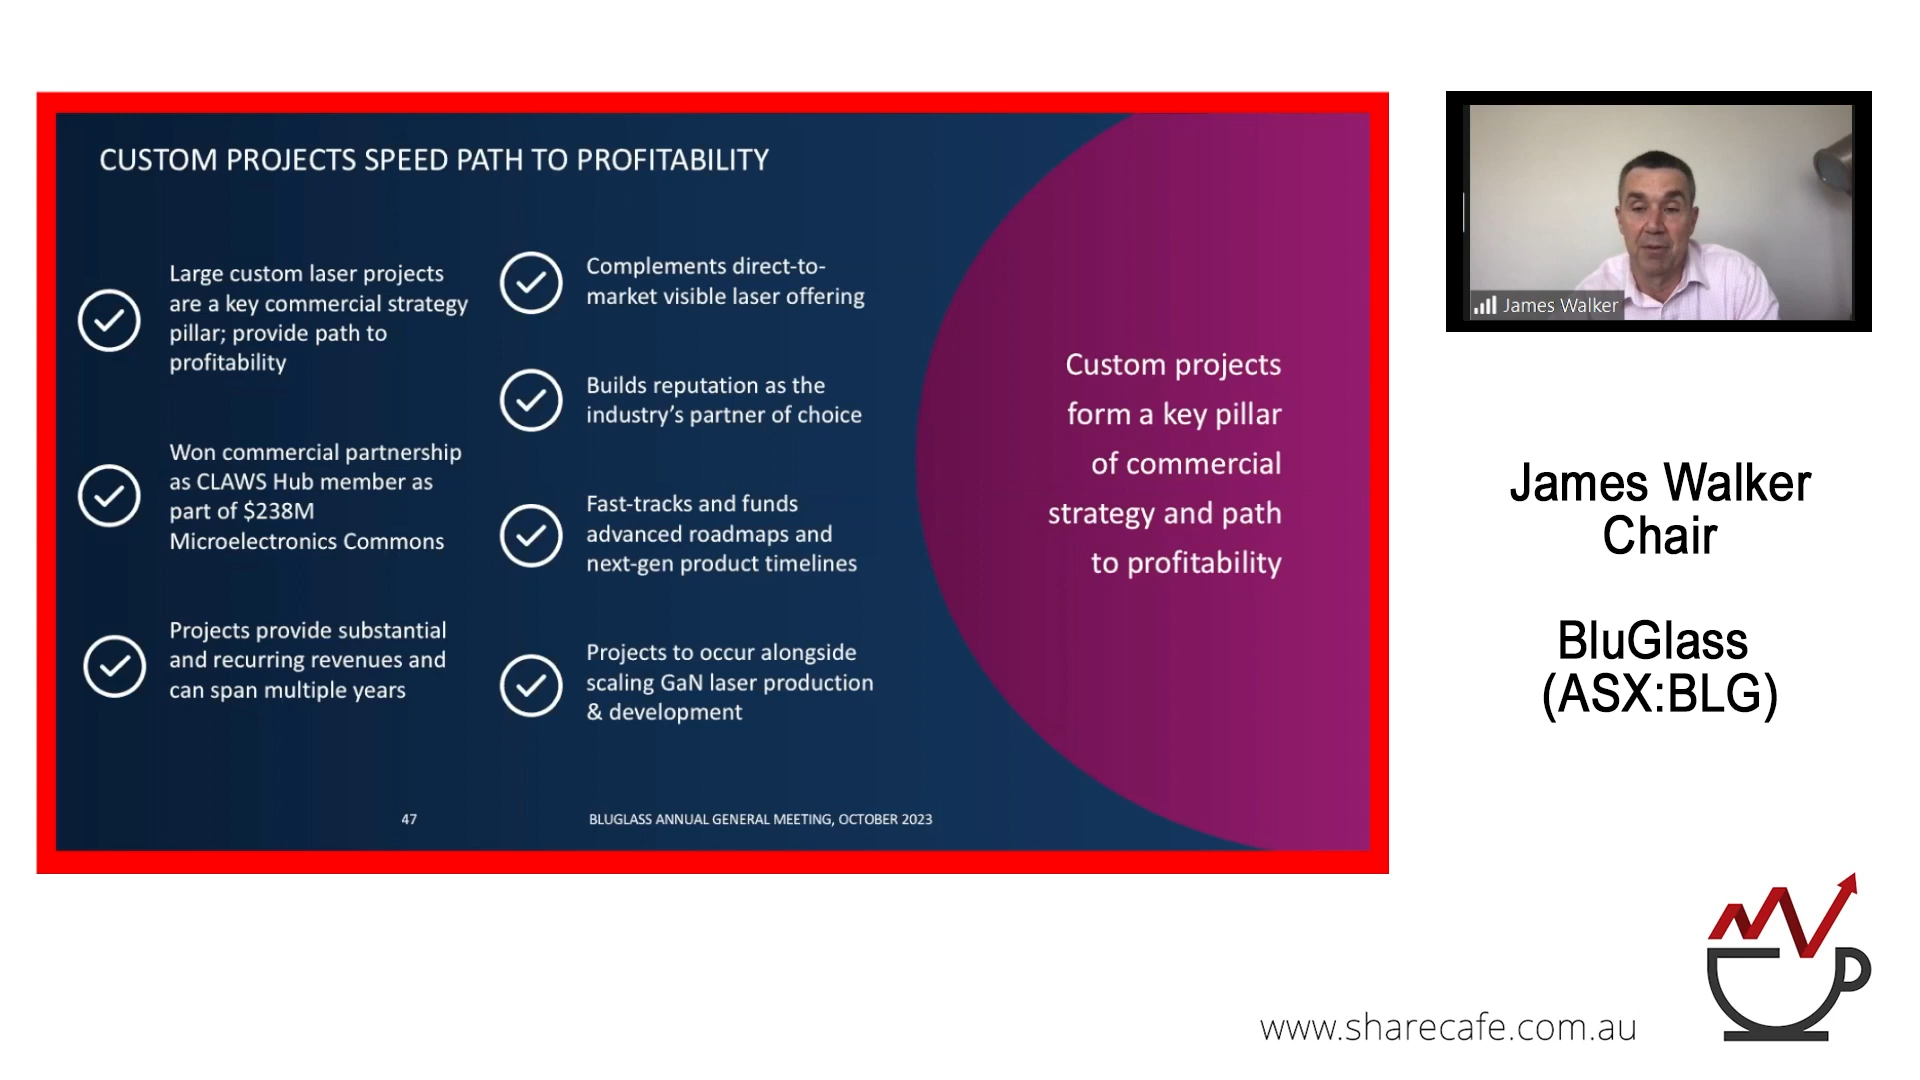 CUSTOM PROJECTS SPEED PATH TO PROFITABILITY
Large custom laser projects
are a key commercial strategy
pillar; provide path to
profitability
Won commercial partnership
as CLAWS Hub member as
part of $238M
Microelectronics Commons
Projects provide substantial
and recurring revenues and
can span multiple years
Complements direct-to-
market visible laser offering
Builds reputation as the
industry’s partner of choice
Fast-tracks and funds
advanced roadmaps and
next-gen product timelines
Projects to occur alongside
scaling GaN laser production
& development
Custom projects
form a key pillar
of commercial
strategy and path
to profitability
47
BLUGLASS ANNUAL GENERAL MEETING, OCTOBER 2023
James Walker
James Walker
Chair
BluGlass
(ASX:BLG)
www.sharecafe.com.au